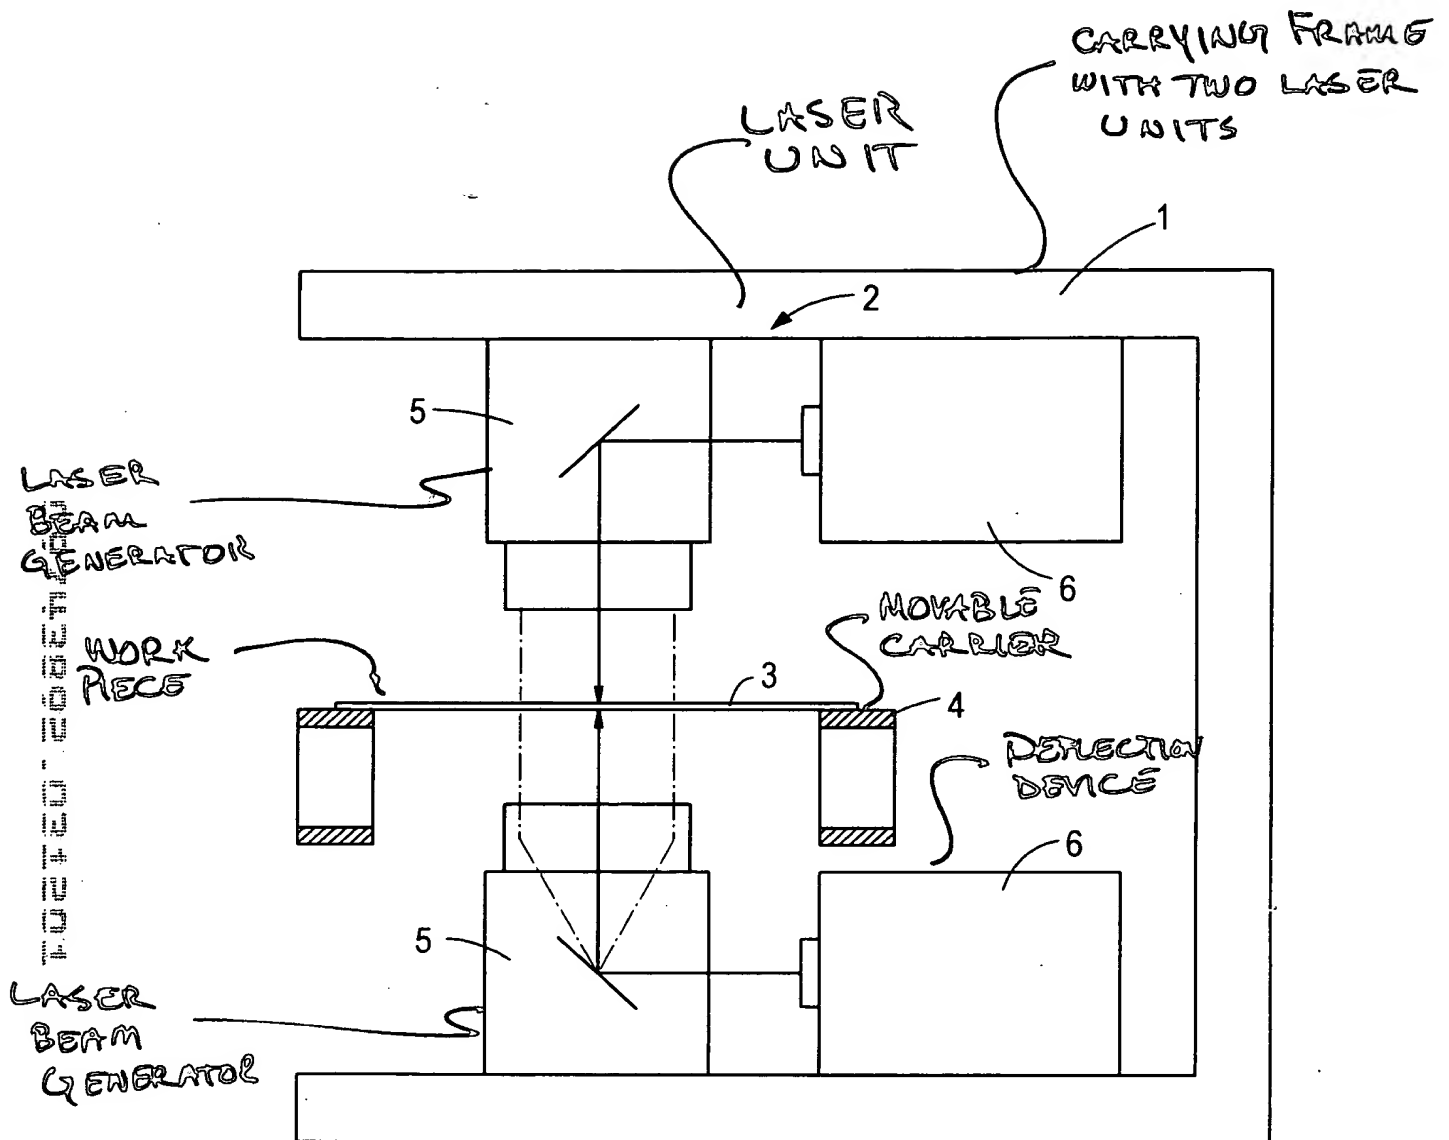 CARRYING FRAME
WITH TWO LASER
UNITS
LASER
UNIT
1
2
5
LASER
BEAM
GENERATOR
6
MOVABLE
CARRIER
WORK
PIECE
3
4
DEFLECTION
DEVICE
6
5
LASER
BEAM
GENERATOR